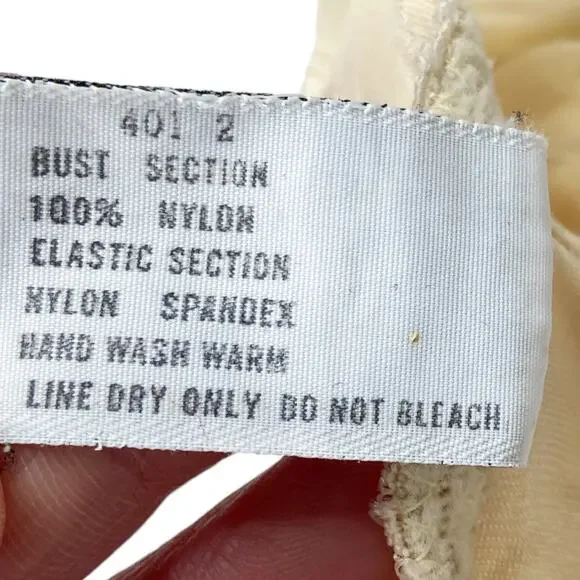 401 2
BUST SECTION
100% NYLON
ELASTIC SECTION
NYLON SPANDEX
HAND WASH WARM
LINE DRY ONLY DO NOT BLEACH